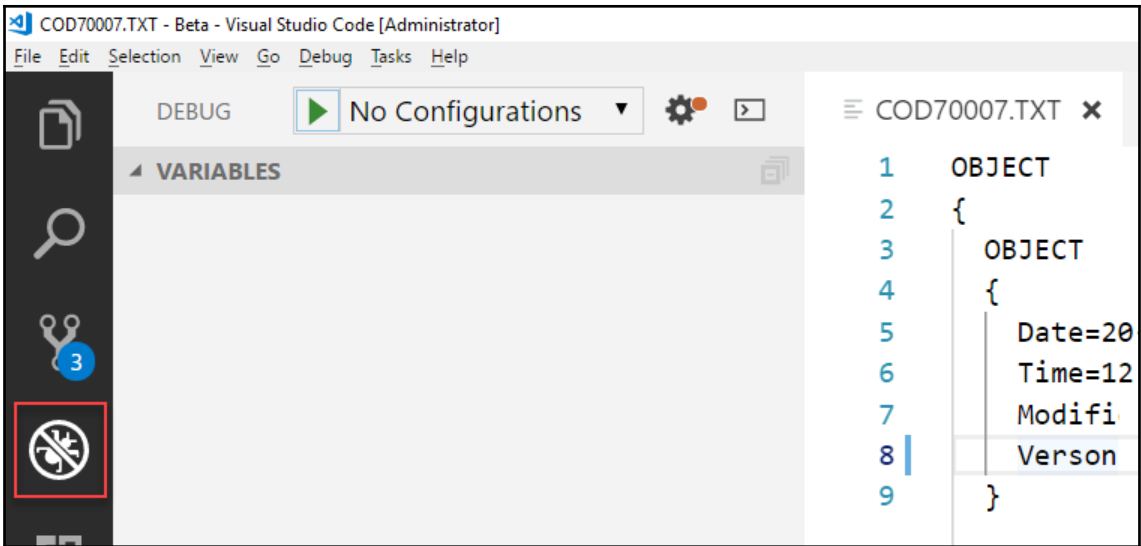 COD70007.TXT - Beta - Visual Studio Code [Administrator]
File Edit Selection View Go Debug Tasks Help
DEBUG No Configurations
COD70007.TXT
VARIABLES
3
1 OBJECT
2 {
3 OBJECT
4 {
5 Date=20
6 Time=12
7 Modifi
8 Verson
9 }